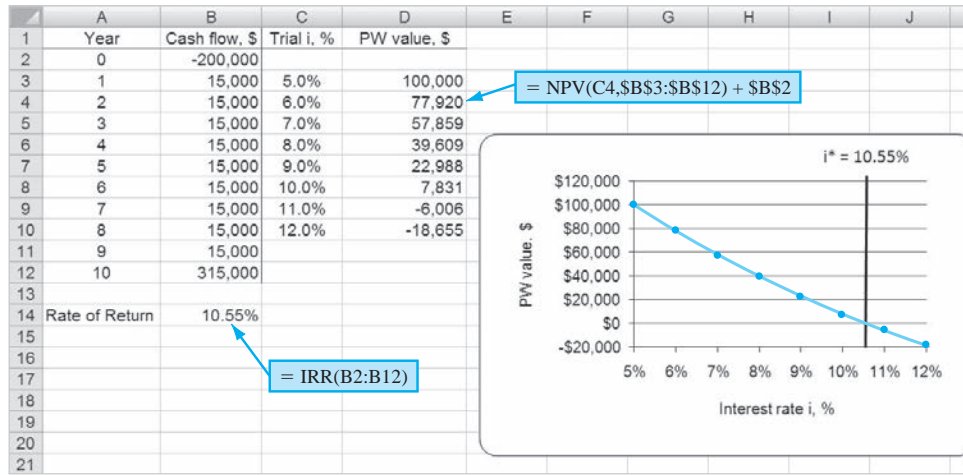 A B C D E F G H I J
1 Year Cash flow, $ Trial i, % PW value, $
2 0 -200,000
3 1 15,000 5.0% 100,000
4 2 15,000 6.0% 77,920
= NPV(C4,$B$3:$B$12) + $B$2
5 3 15,000 7.0% 57,859
6 4 15,000 8.0% 39,609
7 5 15,000 9.0% 22,988
8 6 15,000 10.0% 7,831
9 7 15,000 11.0% -6,006
10 8 15,000 12.0% -18,655
11 9 15,000
12 10 315,000
13
14 Rate of Return 10.55%
15
16
17
= IRR(B2:B12)
18
19
20
21
i* = 10.55%
PW value, $
$120,000
$100,000
$80,000
$60,000
$40,000
$20,000
$0
-$20,000
5% 6% 7% 8% 9% 10% 11% 12%
Interest rate i, %